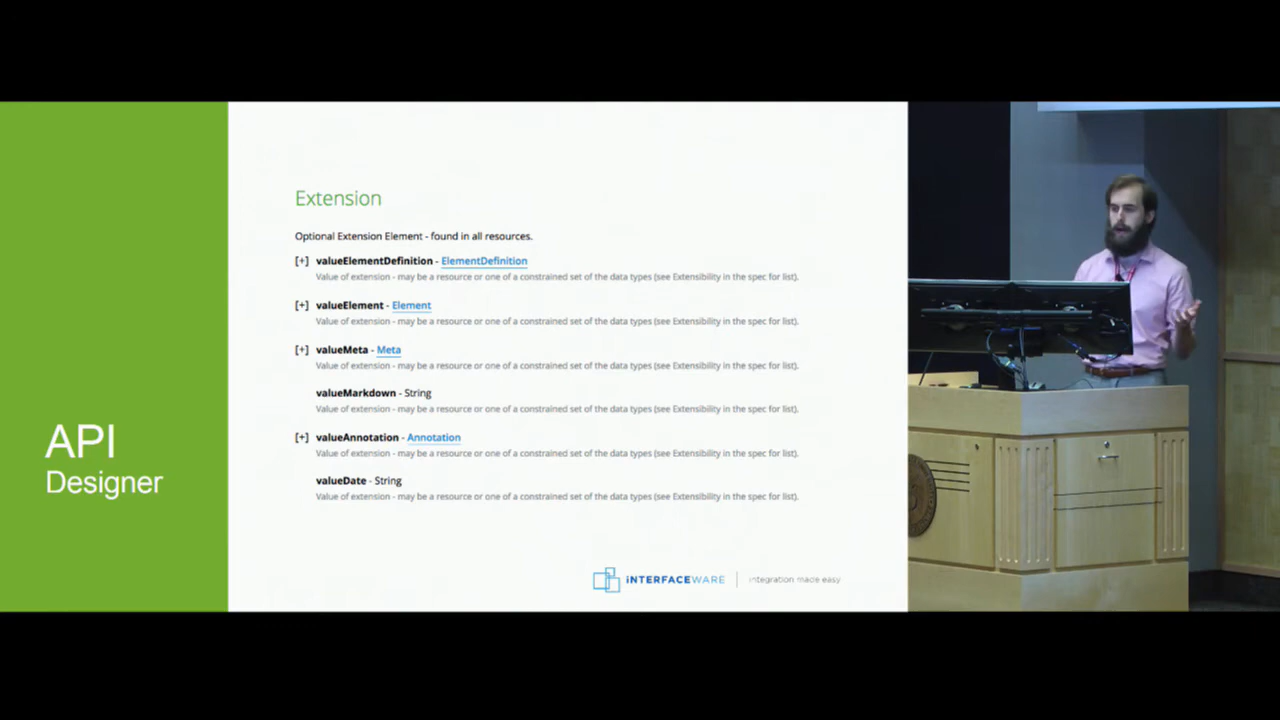 API
Designer
Extension
Optional Extension Element - found in all resources.
[+] valueElementDefinition - ElementDefinition
Value of extension - may be a resource or one of a constrained set of the data types (see Extensibility in the spec for list).
[+] valueElement - Element
Value of extension - may be a resource or one of a constrained set of the data types (see Extensibility in the spec for list).
[+] valueMeta - Meta
Value of extension - may be a resource or one of a constrained set of the data types (see Extensibility in the spec for list).
valueMarkdown - String
Value of extension - may be a resource or one of a constrained set of the data types (see Extensibility in the spec for list).
[+] valueAnnotation - Annotation
Value of extension - may be a resource or one of a constrained set of the data types (see Extensibility in the spec for list).
valueDate - String
Value of extension - may be a resource or one of a constrained set of the data types (see Extensibility in the spec for list).
iNTERFACEWARE | integration made easy